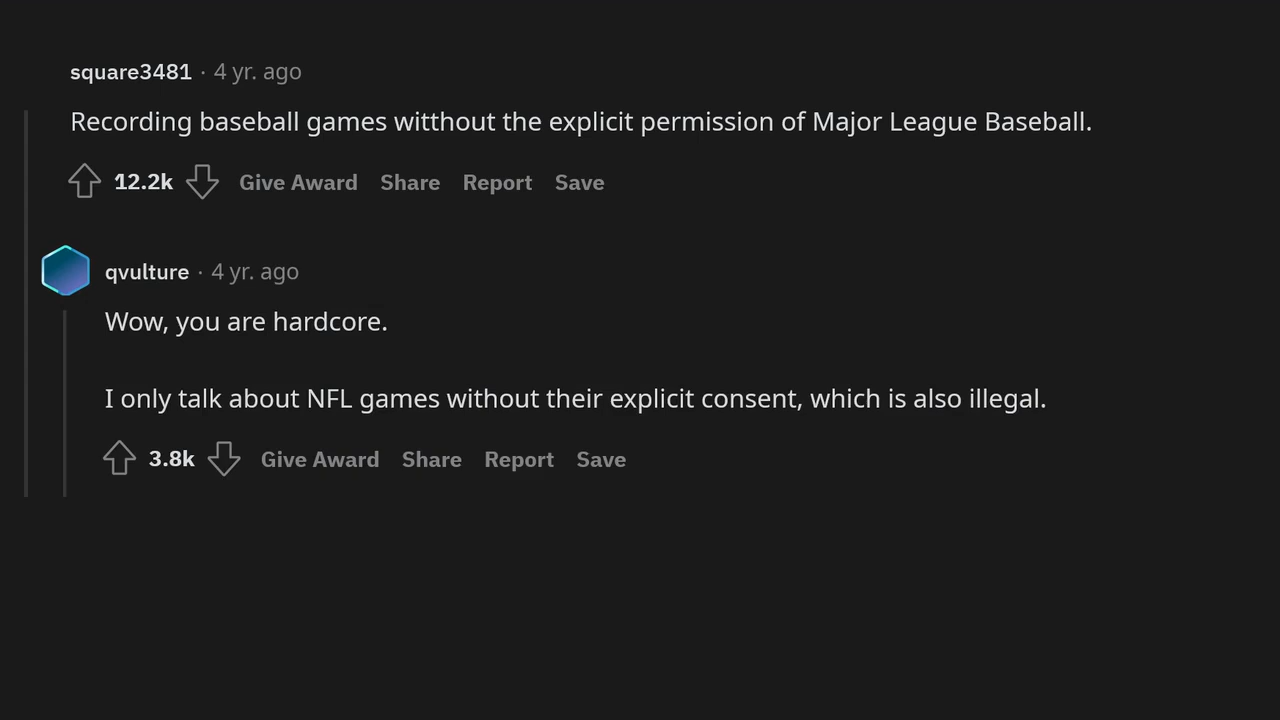 square3481 · 4 yr. ago
Recording baseball games witthout the explicit permission of Major League Baseball.
12.2k Give Award Share Report Save
qvulture · 4 yr. ago
Wow, you are hardcore.
I only talk about NFL games without their explicit consent, which is also illegal.
3.8k Give Award Share Report Save